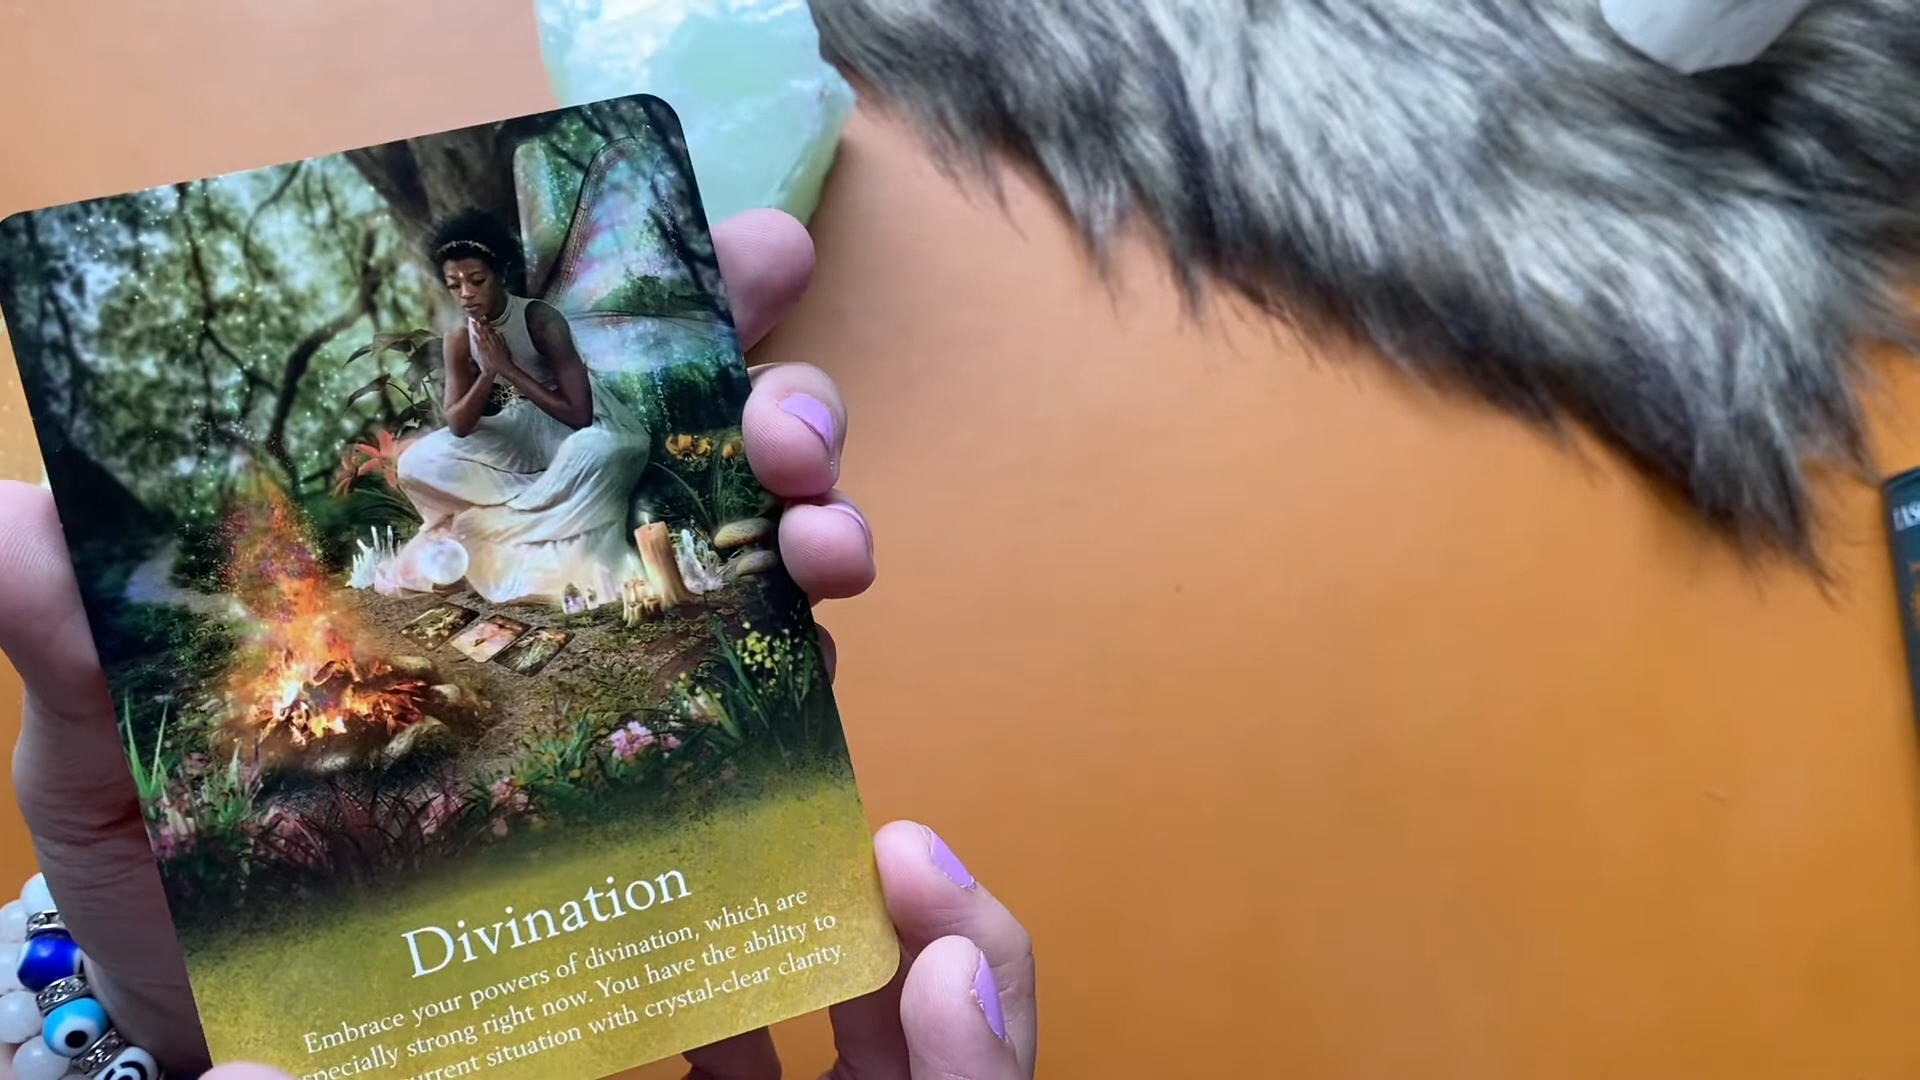 Divination
Embrace your powers of divination, which are
especially strong right now. You have the ability to
current situation with crystal-clear clarity.